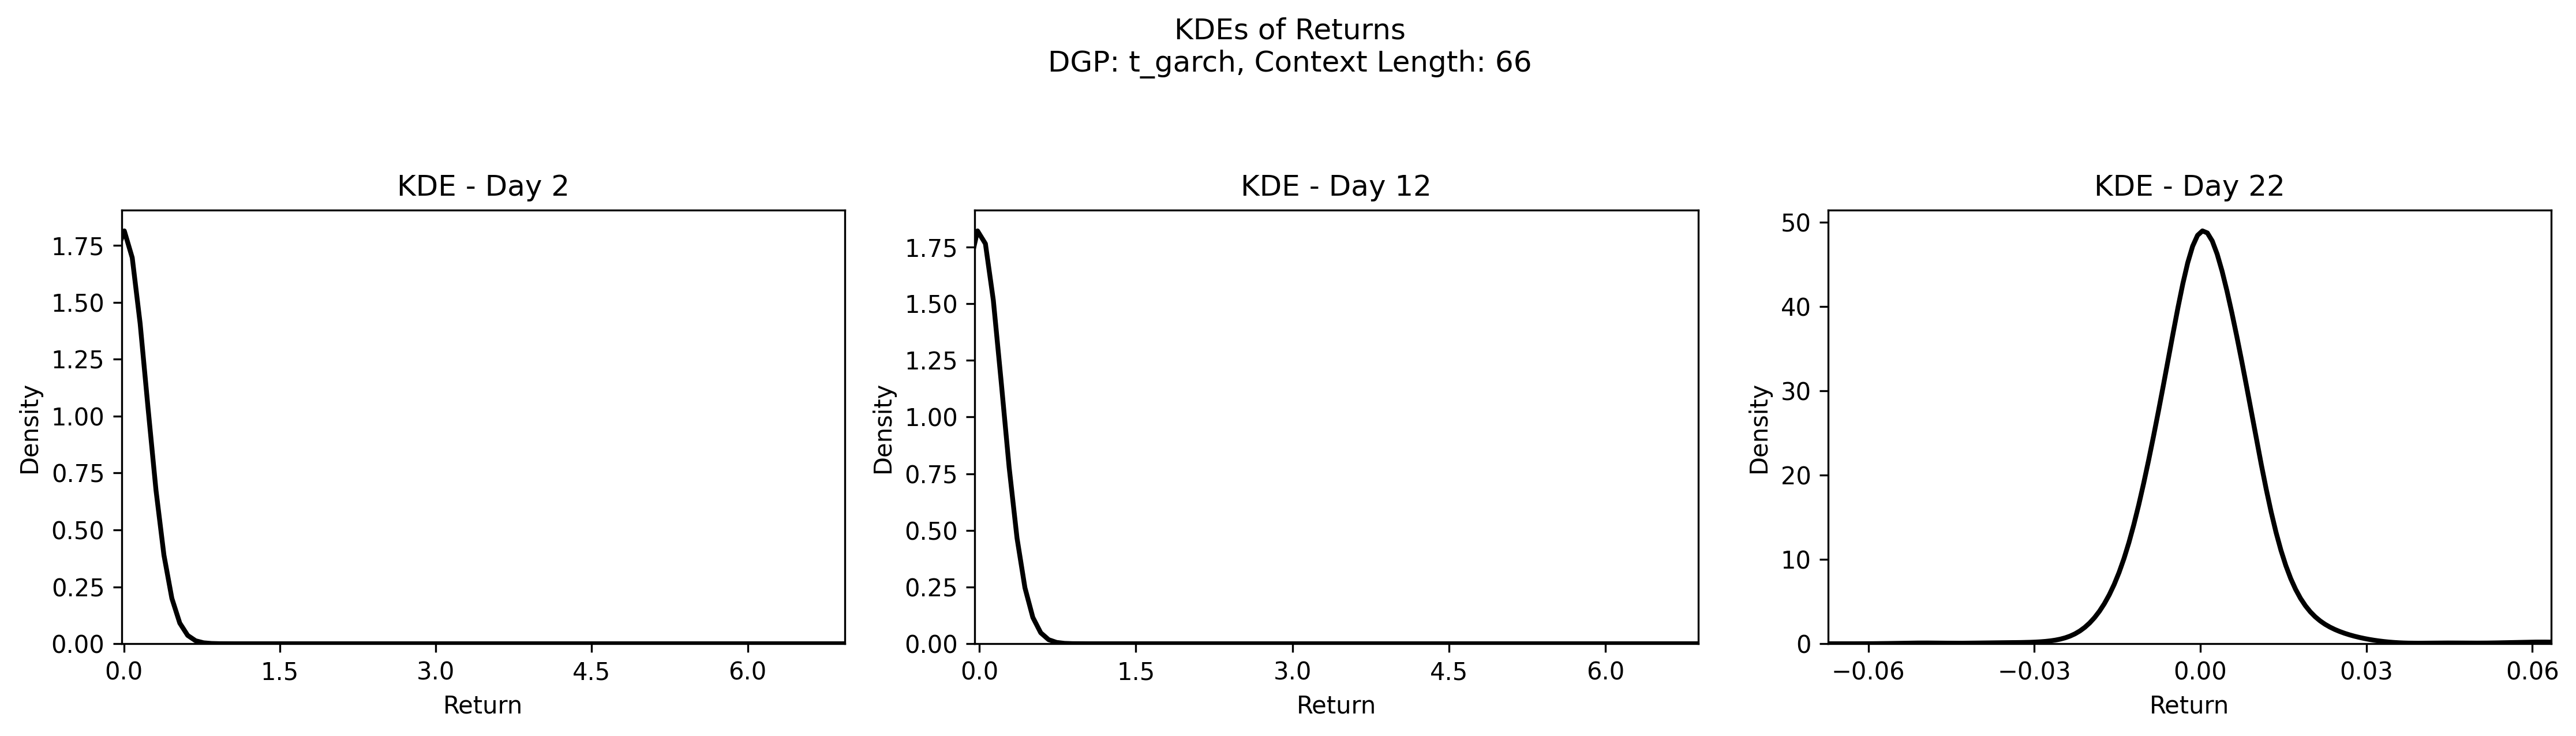 KDEs of Returns
DGP: t_garch, Context Length: 66
KDE - Day 2
1.75
1.50
1.25
1.00
0.75
0.50
0.25
0.00
Density
0.0 1.5 3.0 4.5 6.0
Return
KDE - Day 12
1.75
1.50
1.25
1.00
0.75
0.50
0.25
0.00
Density
0.0 1.5 3.0 4.5 6.0
Return
KDE - Day 22
50
40
30
20
10
0
Density
−0.06 −0.03 0.00 0.03 0.06
Return